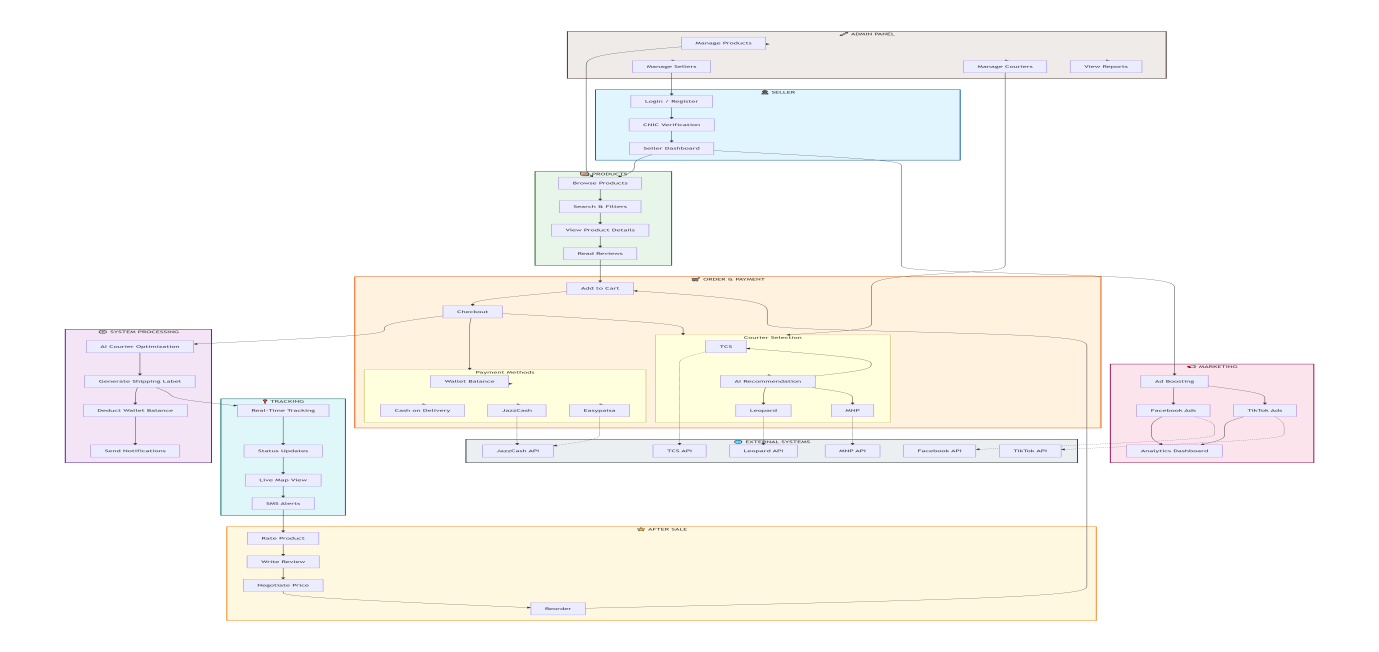 ADMIN PANEL
Manage Products
Manage Sellers
Manage Couriers
View Reports
SELLER
Login / Register
CNIC Verification
Seller Dashboard
PRODUCTS
Browse Products
Search & Filters
View Product Details
Read Reviews
ORDER & PAYMENT
Add to Cart
Checkout
Courier Selection
TCS
AI Recommendation
Leopard
MNP
Payment Methods
Wallet Balance
Cash on Delivery
JazzCash
Easypaisa
SYSTEM PROCESSING
AI Courier Optimization
Generate Shipping Label
Deduct Wallet Balance
Send Notifications
TRACKING
Real-Time Tracking
Status Updates
Live Map View
SMS Alerts
EXTERNAL SYSTEMS
JazzCash API
TCS API
Leopard API
MNP API
Facebook API
TikTok API
MARKETING
Ad Boosting
Facebook Ads
TikTok Ads
Analytics Dashboard
AFTER SALE
Rate Product
Write Review
Negotiate Price
Reorder